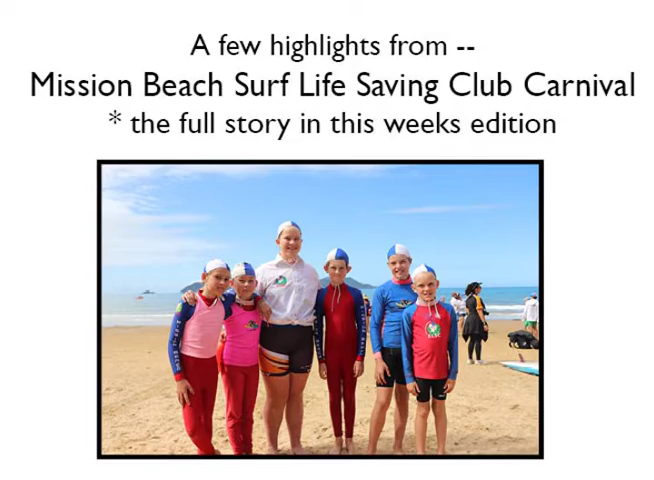 A few highlights from --
Mission Beach Surf Life Saving Club Carnival
* the full story in this weeks edition